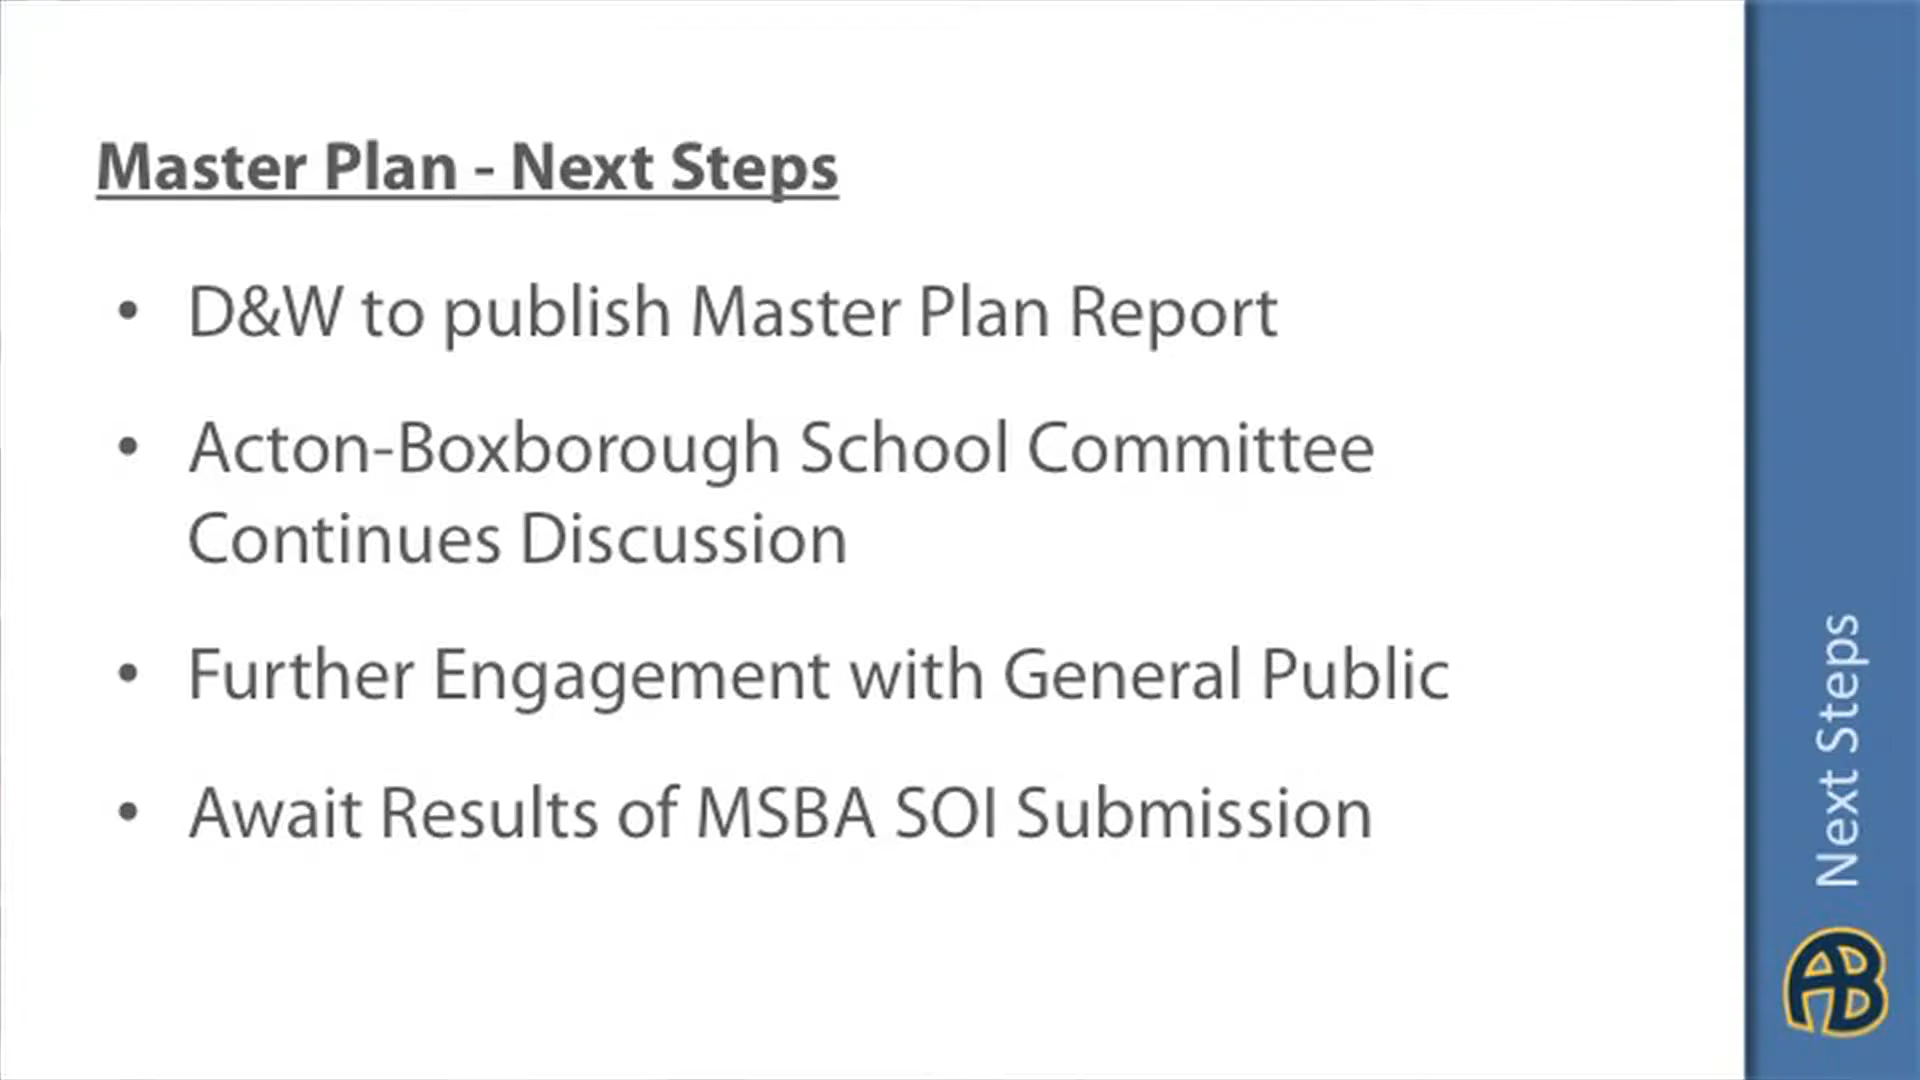 Master Plan - Next Steps
• D&W to publish Master Plan Report
• Acton-Boxborough School Committee
Continues Discussion
• Further Engagement with General Public
• Await Results of MSBA SOI Submission
Next Steps
AB